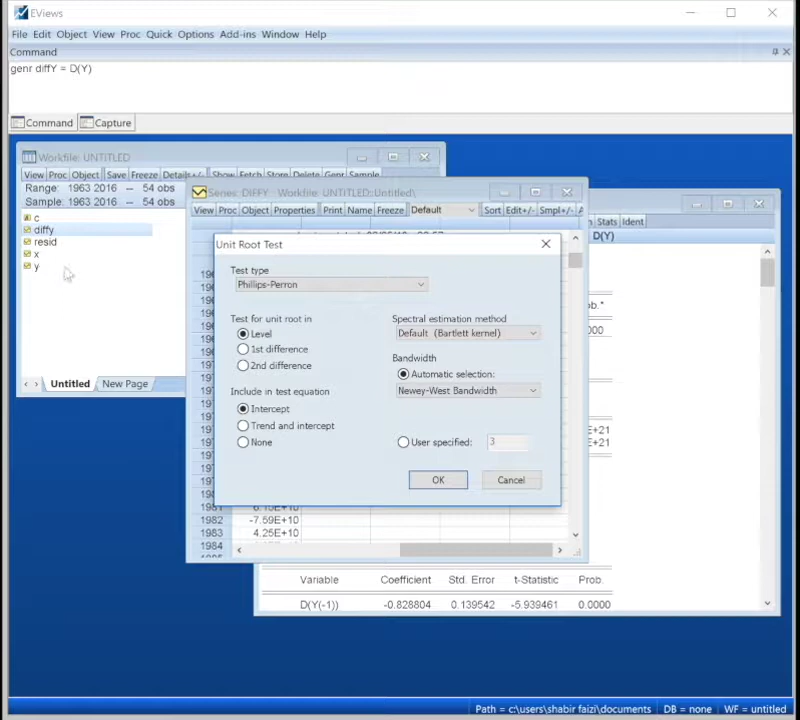 EViews
File Edit Object View Proc Quick Options Add-ins Window Help
Command
genr diffY = D(Y)
Command Capture
Workfile: UNTITLED
View Proc Object Save Freeze Details+/- Show Fetch Store Delete Genr Sample
Range: 1963 2016 -- 54 obs
Sample: 1963 2016 -- 54 obs
c
diffy
resid
x
y
Untitled New Page
Series: DIFFY Workfile: UNTITLED::Untitled\
View Proc Object Properties Print Name Freeze Default Sort Edit+/- Smpl+/-
Stats Ident
D(Y)
Unit Root Test
Test type
Phillips-Perron
Test for unit root in
Level
1st difference
2nd difference
Include in test equation
Intercept
Trend and intercept
None
Spectral estimation method
Default (Bartlett kernel)
Bandwidth
Automatic selection:
Newey-West Bandwidth
User specified: 3
OK Cancel
E+21
E+21
1982 -7.59E+10
1983 4.25E+10
1984
Variable Coefficient Std. Error t-Statistic Prob.
D(Y(-1)) -0.828804 0.139542 -5.939461 0.0000
Path = c:\users\shabir faizi\documents DB = none WF = untitled